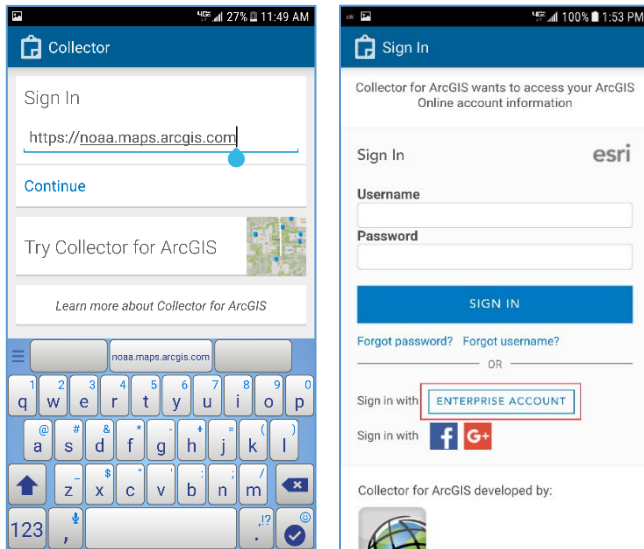 27% 11:49 AM
Collector
Sign In
https://noaa.maps.arcgis.com
Continue
Try Collector for ArcGIS
Learn more about Collector for ArcGIS
noaa.maps.arcgis.com
1 2 3 4 5 6 7 8 9 0
q w e r t y u i o p
@ # & * - + = ( )
a s d f g h j k l
_ $ " ' : ; /
z x c v b n m
123 , .,!?
100% 1:53 PM
Sign In
Collector for ArcGIS wants to access your ArcGIS
Online account information
Sign In esri
Username
Password
SIGN IN
Forgot password? Forgot username?
OR
Sign in with ENTERPRISE ACCOUNT
Sign in with f G+
Collector for ArcGIS developed by: